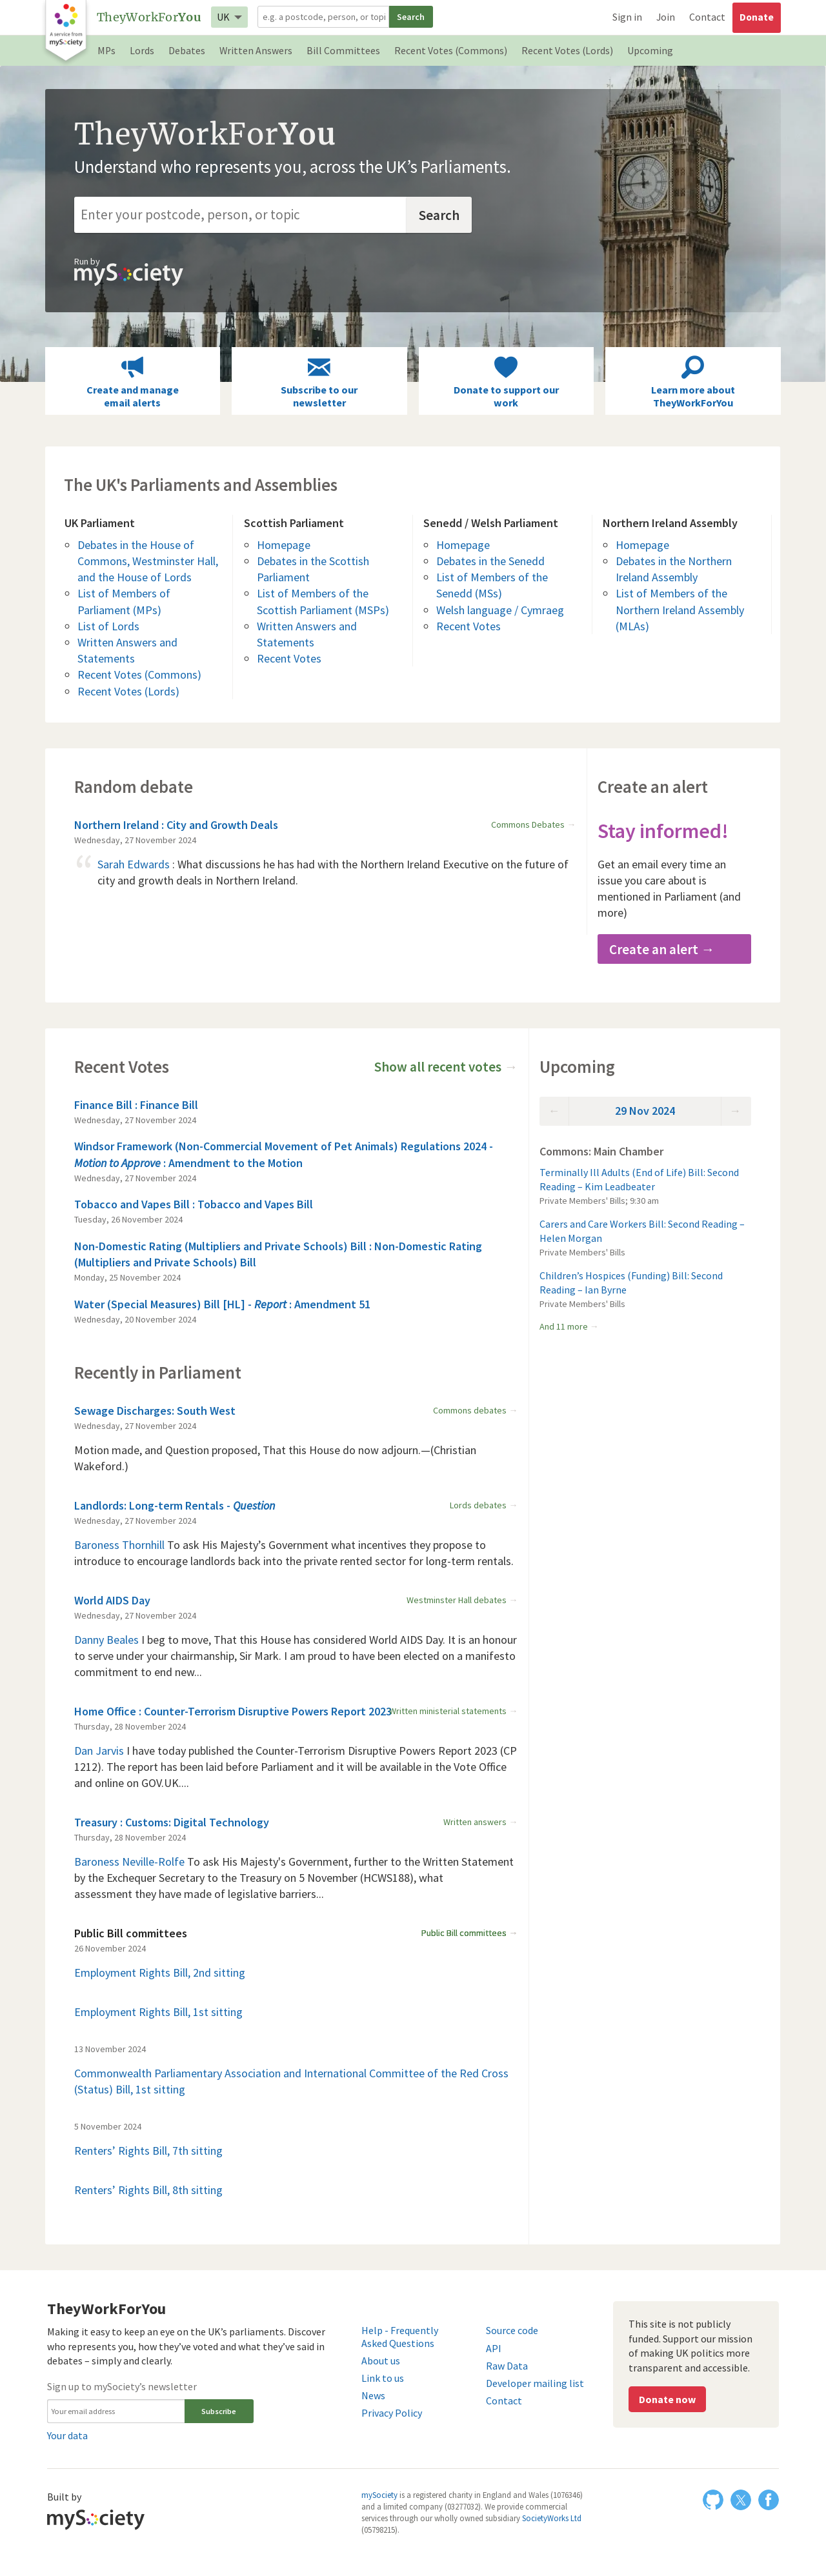 A service from
mySociety
TheyWorkForYou
UK
e.g. a postcode, person, or topi
Search
Sign in
Join
Contact
Donate
MPs
Lords
Debates
Written Answers
Bill Committees
Recent Votes (Commons)
Recent Votes (Lords)
Upcoming
TheyWorkForYou
Understand who represents you, across the UK’s Parliaments.
Enter your postcode, person, or topic
Search
Run by
mySociety
Create and manage
email alerts
Subscribe to our
newsletter
Donate to support our
work
Learn more about
TheyWorkForYou
The UK's Parliaments and Assemblies
UK Parliament
Debates in the House of
Commons, Westminster Hall,
and the House of Lords
List of Members of
Parliament (MPs)
List of Lords
Written Answers and
Statements
Recent Votes (Commons)
Recent Votes (Lords)
Scottish Parliament
Homepage
Debates in the Scottish
Parliament
List of Members of the
Scottish Parliament (MSPs)
Written Answers and
Statements
Recent Votes
Senedd / Welsh Parliament
Homepage
Debates in the Senedd
List of Members of the
Senedd (MSs)
Welsh language / Cymraeg
Recent Votes
Northern Ireland Assembly
Homepage
Debates in the Northern
Ireland Assembly
List of Members of the
Northern Ireland Assembly
(MLAs)
Random debate
Northern Ireland : City and Growth Deals
Commons Debates →
Wednesday, 27 November 2024
“ Sarah Edwards : What discussions he has had with the Northern Ireland Executive on the future of
city and growth deals in Northern Ireland.
Create an alert
Stay informed!
Get an email every time an
issue you care about is
mentioned in Parliament (and
more)
Create an alert →
Recent Votes
Show all recent votes →
Finance Bill : Finance Bill
Wednesday, 27 November 2024
Windsor Framework (Non-Commercial Movement of Pet Animals) Regulations 2024 -
Motion to Approve : Amendment to the Motion
Wednesday, 27 November 2024
Tobacco and Vapes Bill : Tobacco and Vapes Bill
Tuesday, 26 November 2024
Non-Domestic Rating (Multipliers and Private Schools) Bill : Non-Domestic Rating
(Multipliers and Private Schools) Bill
Monday, 25 November 2024
Water (Special Measures) Bill [HL] - Report : Amendment 51
Wednesday, 20 November 2024
Recently in Parliament
Sewage Discharges: South West
Commons debates →
Wednesday, 27 November 2024
Motion made, and Question proposed, That this House do now adjourn.—(Christian
Wakeford.)
Landlords: Long-term Rentals - Question
Lords debates →
Wednesday, 27 November 2024
Baroness Thornhill To ask His Majesty’s Government what incentives they propose to
introduce to encourage landlords back into the private rented sector for long-term rentals.
World AIDS Day
Westminster Hall debates →
Wednesday, 27 November 2024
Danny Beales I beg to move, That this House has considered World AIDS Day. It is an honour
to serve under your chairmanship, Sir Mark. I am proud to have been elected on a manifesto
commitment to end new...
Home Office : Counter-Terrorism Disruptive Powers Report 2023
Written ministerial statements →
Thursday, 28 November 2024
Dan Jarvis I have today published the Counter-Terrorism Disruptive Powers Report 2023 (CP
1212). The report has been laid before Parliament and it will be available in the Vote Office
and online on GOV.UK....
Treasury : Customs: Digital Technology
Written answers →
Thursday, 28 November 2024
Baroness Neville-Rolfe To ask His Majesty's Government, further to the Written Statement
by the Exchequer Secretary to the Treasury on 5 November (HCWS188), what
assessment they have made of legislative barriers...
Public Bill committees
Public Bill committees →
26 November 2024
Employment Rights Bill, 2nd sitting
Employment Rights Bill, 1st sitting
13 November 2024
Commonwealth Parliamentary Association and International Committee of the Red Cross
(Status) Bill, 1st sitting
5 November 2024
Renters’ Rights Bill, 7th sitting
Renters’ Rights Bill, 8th sitting
Upcoming
← 29 Nov 2024 →
Commons: Main Chamber
Terminally Ill Adults (End of Life) Bill: Second
Reading – Kim Leadbeater
Private Members' Bills; 9:30 am
Carers and Care Workers Bill: Second Reading –
Helen Morgan
Private Members' Bills
Children’s Hospices (Funding) Bill: Second
Reading – Ian Byrne
Private Members' Bills
And 11 more →
TheyWorkForYou
Making it easy to keep an eye on the UK’s parliaments. Discover
who represents you, how they’ve voted and what they’ve said in
debates – simply and clearly.
Sign up to mySociety’s newsletter
Your email address
Subscribe
Your data
Help - Frequently
Asked Questions
About us
Link to us
News
Privacy Policy
Source code
API
Raw Data
Developer mailing list
Contact
This site is not publicly
funded. Support our mission
of making UK politics more
transparent and accessible.
Donate now
Built by
mySociety
mySociety is a registered charity in England and Wales (1076346)
and a limited company (03277032). We provide commercial
services through our wholly owned subsidiary SocietyWorks Ltd
(05798215).